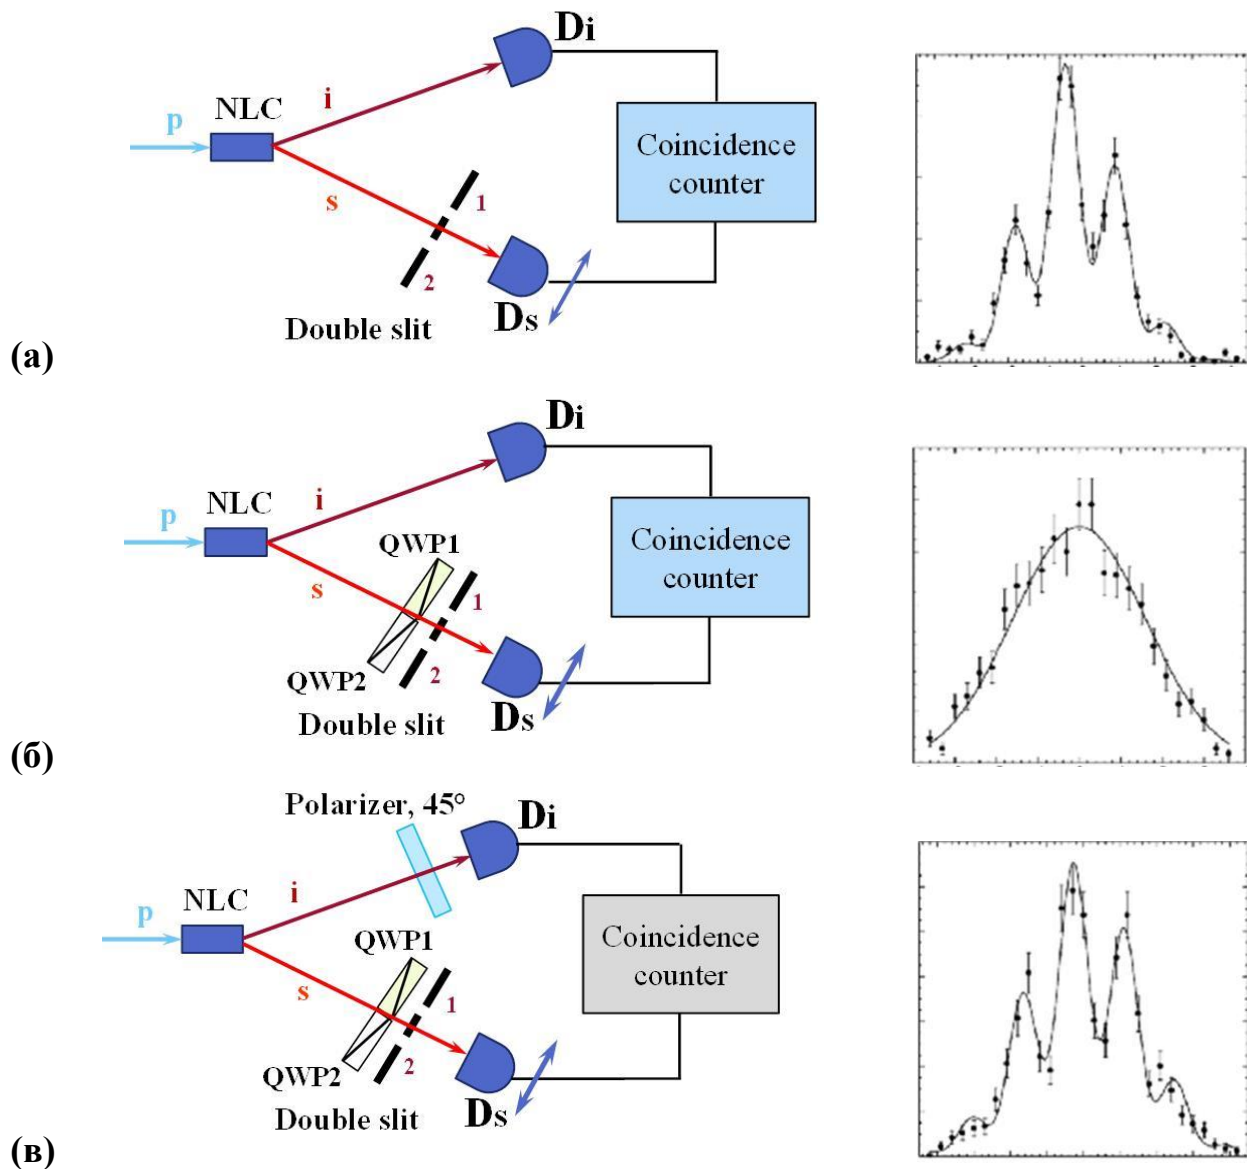 Di
NLC
p
i
Coincidence
counter
s
1
2
Ds
Double slit
(а)
Di
NLC
p
i
QWP1
Coincidence
counter
s
1
QWP2
2
Ds
Double slit
(б)
Polarizer, 45°
Di
NLC
i
p
QWP1
Coincidence
counter
s
1
QWP2
2
Ds
Double slit
(в)